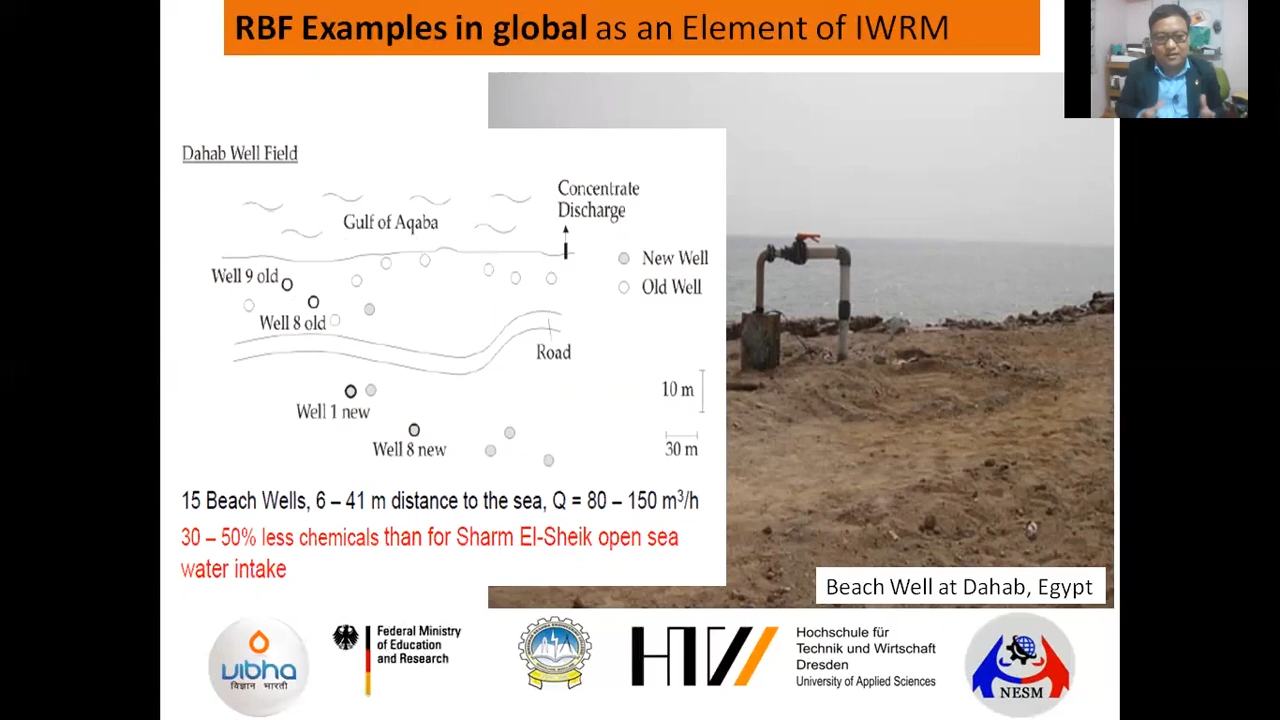 RBF Examples in global as an Element of IWRM
Dahab Well Field
Concentrate
Discharge
Gulf of Aqaba
New Well
Old Well
Well 9 old
Well 8 old
Road
10 m
Well 1 new
Well 8 new
30 m
15 Beach Wells, 6 – 41 m distance to the sea, Q = 80 – 150 m³/h
30 – 50% less chemicals than for Sharm El-Sheik open sea
water intake
Beach Well at Dahab, Egypt
vibha
विज्ञान भारती
Federal Ministry
of Education
and Research
HTW
Hochschule für
Technik und Wirtschaft
Dresden
University of Applied Sciences
NESM